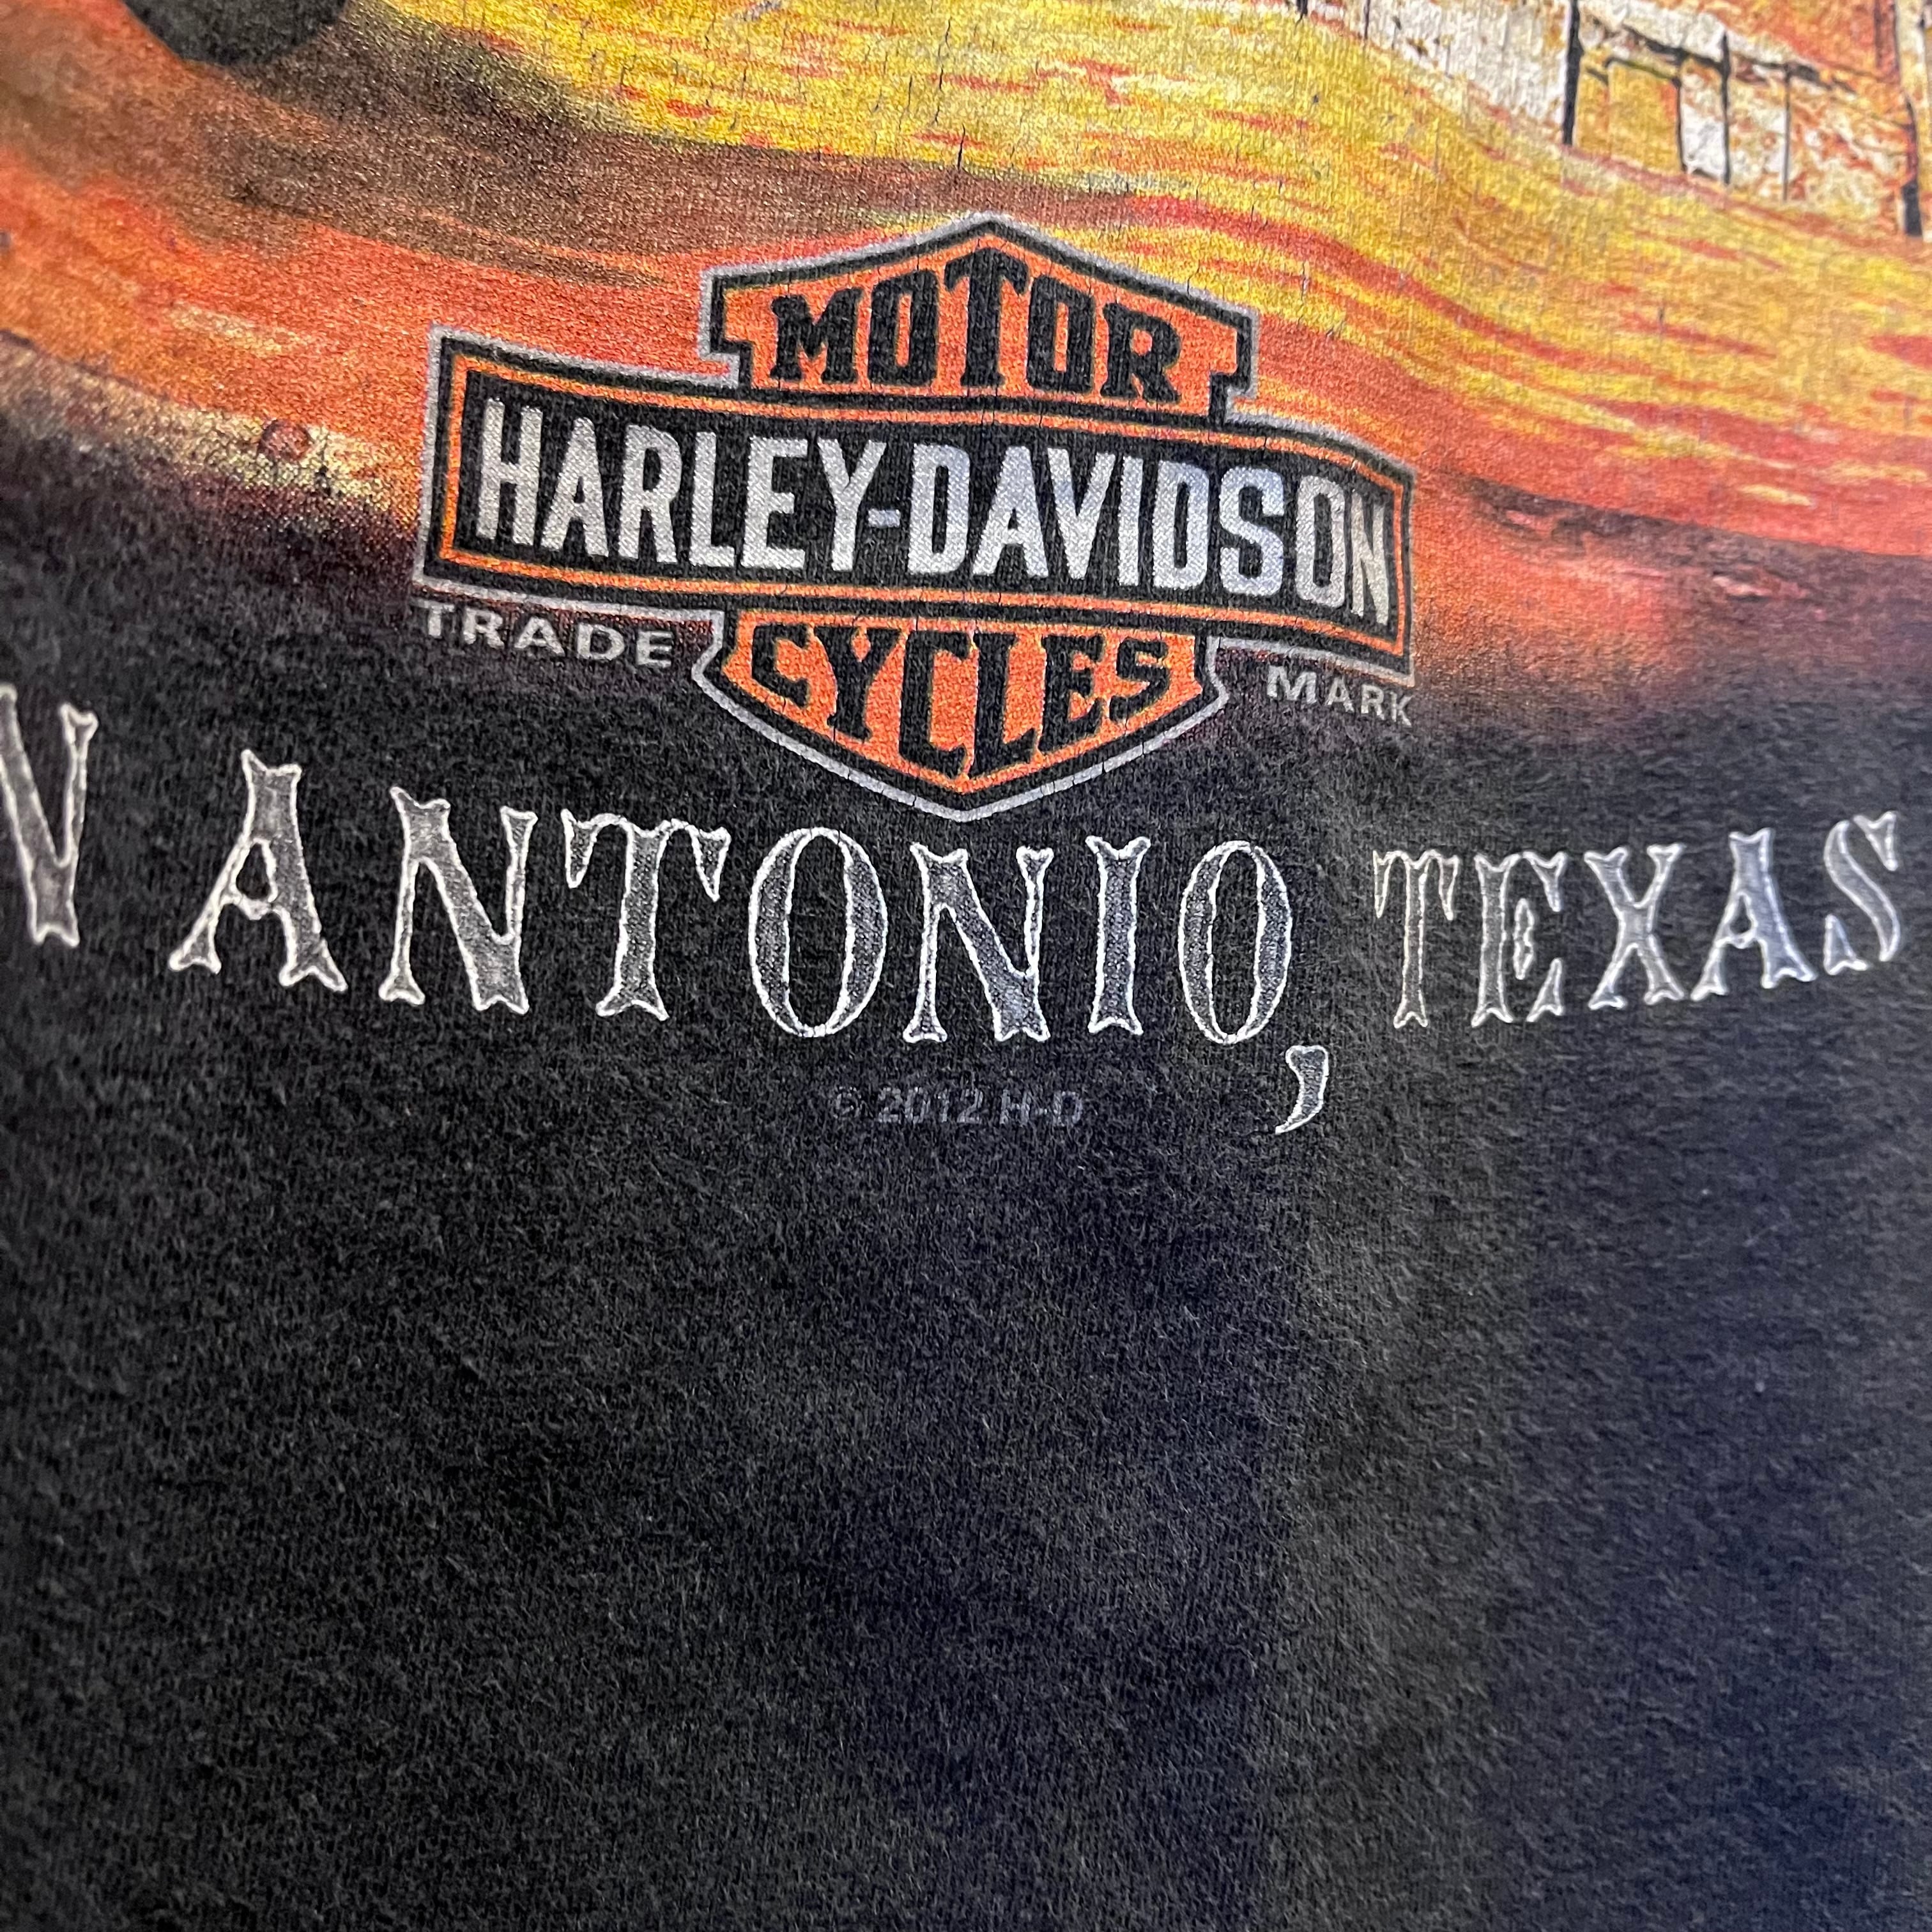 MOTOR
HARLEY-DAVIDSON
TRADE MARK
CYCLES
N ANTONIO, TEXAS
© 2012 H-D